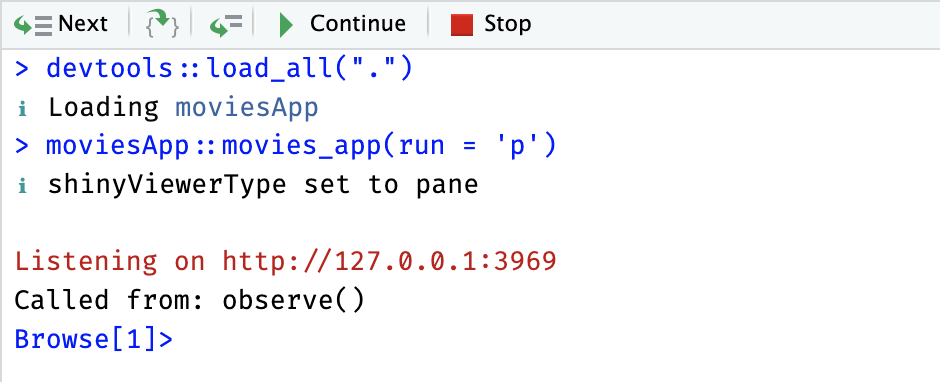 Next Continue Stop
> devtools::load_all(".")
ℹ Loading moviesApp
> moviesApp::movies_app(run = 'p')
ℹ shinyViewerType set to pane
Listening on http://127.0.0.1:3969
Called from: observe()
Browse[1]>